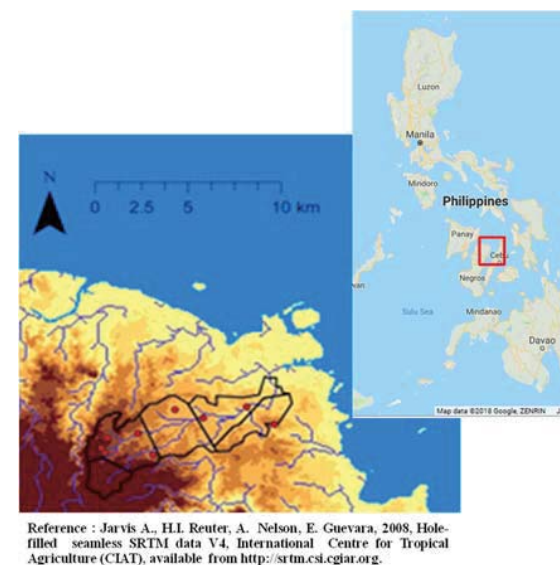 Luzon
Manila
Mindoro
Philippines
Panay
Cebu
Negros
wan
Sulu Sea
Mindanao
Davao
Map data ©2018 Google, ZENRIN
N
0 2.5 5 10 km
Reference : Jarvis A., H.I. Reuter, A. Nelson, E. Guevara, 2008, Hole-
filled seamless SRTM data V4, International Centre for Tropical
Agriculture (CIAT), available from http://srtm.csi.cgiar.org.